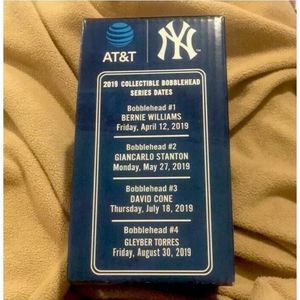 AT&T
NY
2019 COLLECTIBLE BOBBLEHEAD
SERIES DATES
Bobblehead #1
BERNIE WILLIAMS
Friday, April 12, 2019
Bobblehead #2
GIANCARLO STANTON
Monday, May 27, 2019
Bobblehead #3
DAVID CONE
Thursday, July 18, 2019
Bobblehead #4
GLEYBER TORRES
Friday, August 30, 2019